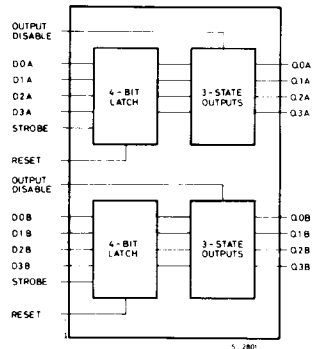 OUTPUT
DISABLE
D0A
D1A
D2A
D3A
STROBE
RESET
4-BIT
LATCH
3-STATE
OUTPUTS
Q0A
Q1A
Q2A
Q3A
OUTPUT
DISABLE
D0B
D1B
D2B
D3B
STROBE
RESET
4-BIT
LATCH
3-STATE
OUTPUTS
Q0B
Q1B
Q2B
Q3B
S-2801